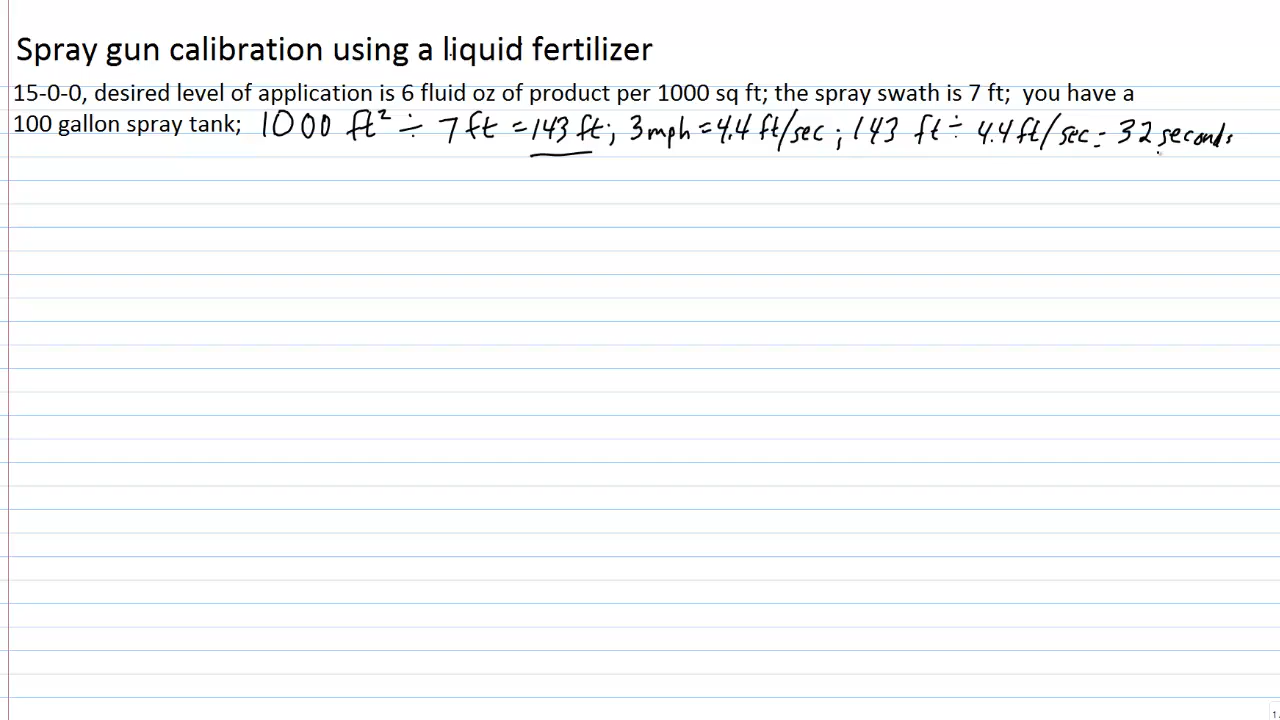 Spray gun calibration using a liquid fertilizer
15-0-0, desired level of application is 6 fluid oz of product per 1000 sq ft; the spray swath is 7 ft;  you have a
100 gallon spray tank; 1000 ft² ÷ 7 ft = 143 ft; 3 mph = 4.4 ft/sec; 143 ft ÷ 4.4 ft/sec = 32 seconds